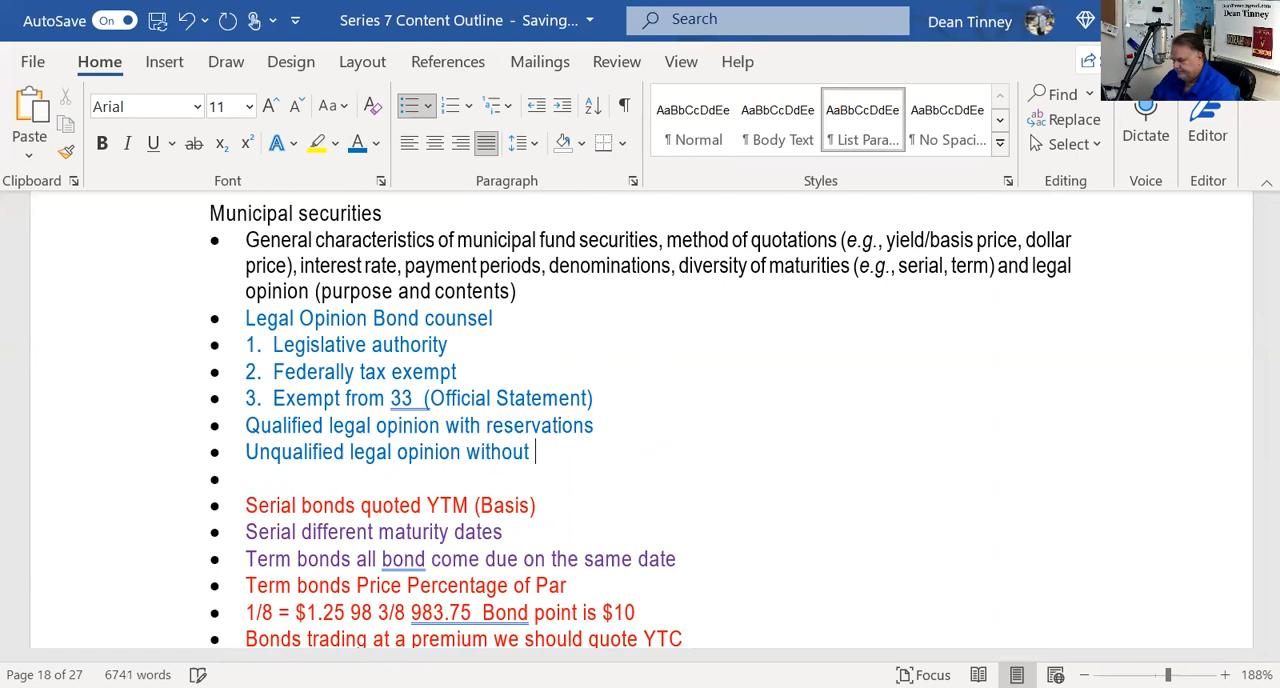 AutoSave On Series 7 Content Outline - Saving... Search Dean Tinney
Dean Tinney
File Home Insert Draw Design Layout References Mailings Review View Help
Paste Arial 11 Aa AaBbCcDdEe AaBbCcDdEe AaBbCcDdEe AaBbCcDdEe Find
Replace Dictate Editor
B I U ab x₂ x² A A ¶ Normal ¶ Body Text ¶ List Para... ¶ No Spaci... Select
Clipboard Font Paragraph Styles Editing Voice Editor
Municipal securities
• General characteristics of municipal fund securities, method of quotations (e.g., yield/basis price, dollar
price), interest rate, payment periods, denominations, diversity of maturities (e.g., serial, term) and legal
opinion (purpose and contents)
• Legal Opinion Bond counsel
• 1. Legislative authority
• 2. Federally tax exempt
• 3. Exempt from 33 (Official Statement)
• Qualified legal opinion with reservations
• Unqualified legal opinion without
•
• Serial bonds quoted YTM (Basis)
• Serial different maturity dates
• Term bonds all bond come due on the same date
• Term bonds Price Percentage of Par
• 1/8 = $1.25 98 3/8 983.75 Bond point is $10
• Bonds trading at a premium we should quote YTC
Page 18 of 27 6741 words Focus 188%